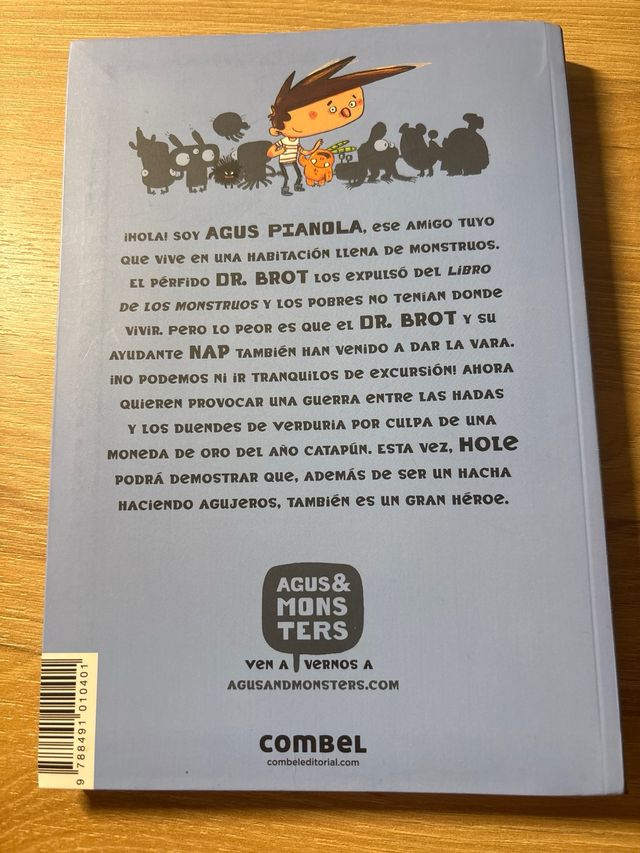 ¡HOLA! SOY AGUS PIANOLA, ESE AMIGO TUYO
QUE VIVE EN UNA HABITACIÓN LLENA DE MONSTRUOS.
EL PÉRFIDO DR. BROT LOS EXPULSÓ DEL LIBRO
DE LOS MONSTRUOS Y LOS POBRES NO TENÍAN DONDE
VIVIR. PERO LO PEOR ES QUE EL DR. BROT Y SU
AYUDANTE NAP TAMBIÉN HAN VENIDO A DAR LA VARA.
¡NO PODEMOS NI IR TRANQUILOS DE EXCURSIÓN! AHORA
QUIEREN PROVOCAR UNA GUERRA ENTRE LAS HADAS
Y LOS DUENDES DE VERDURIA POR CULPA DE UNA
MONEDA DE ORO DEL AÑO CATAPÚN. ESTA VEZ, HOLE
PODRÁ DEMOSTRAR QUE, ADEMÁS DE SER UN HACHA
HACIENDO AGUJEROS, TAMBIÉN ES UN GRAN HÉROE.
AGUS&
MONS
TERS
VEN A VERNOS A
AGUSANDMONSTERS.COM
COMBEL
combeleditorial.com
9 788491 010401